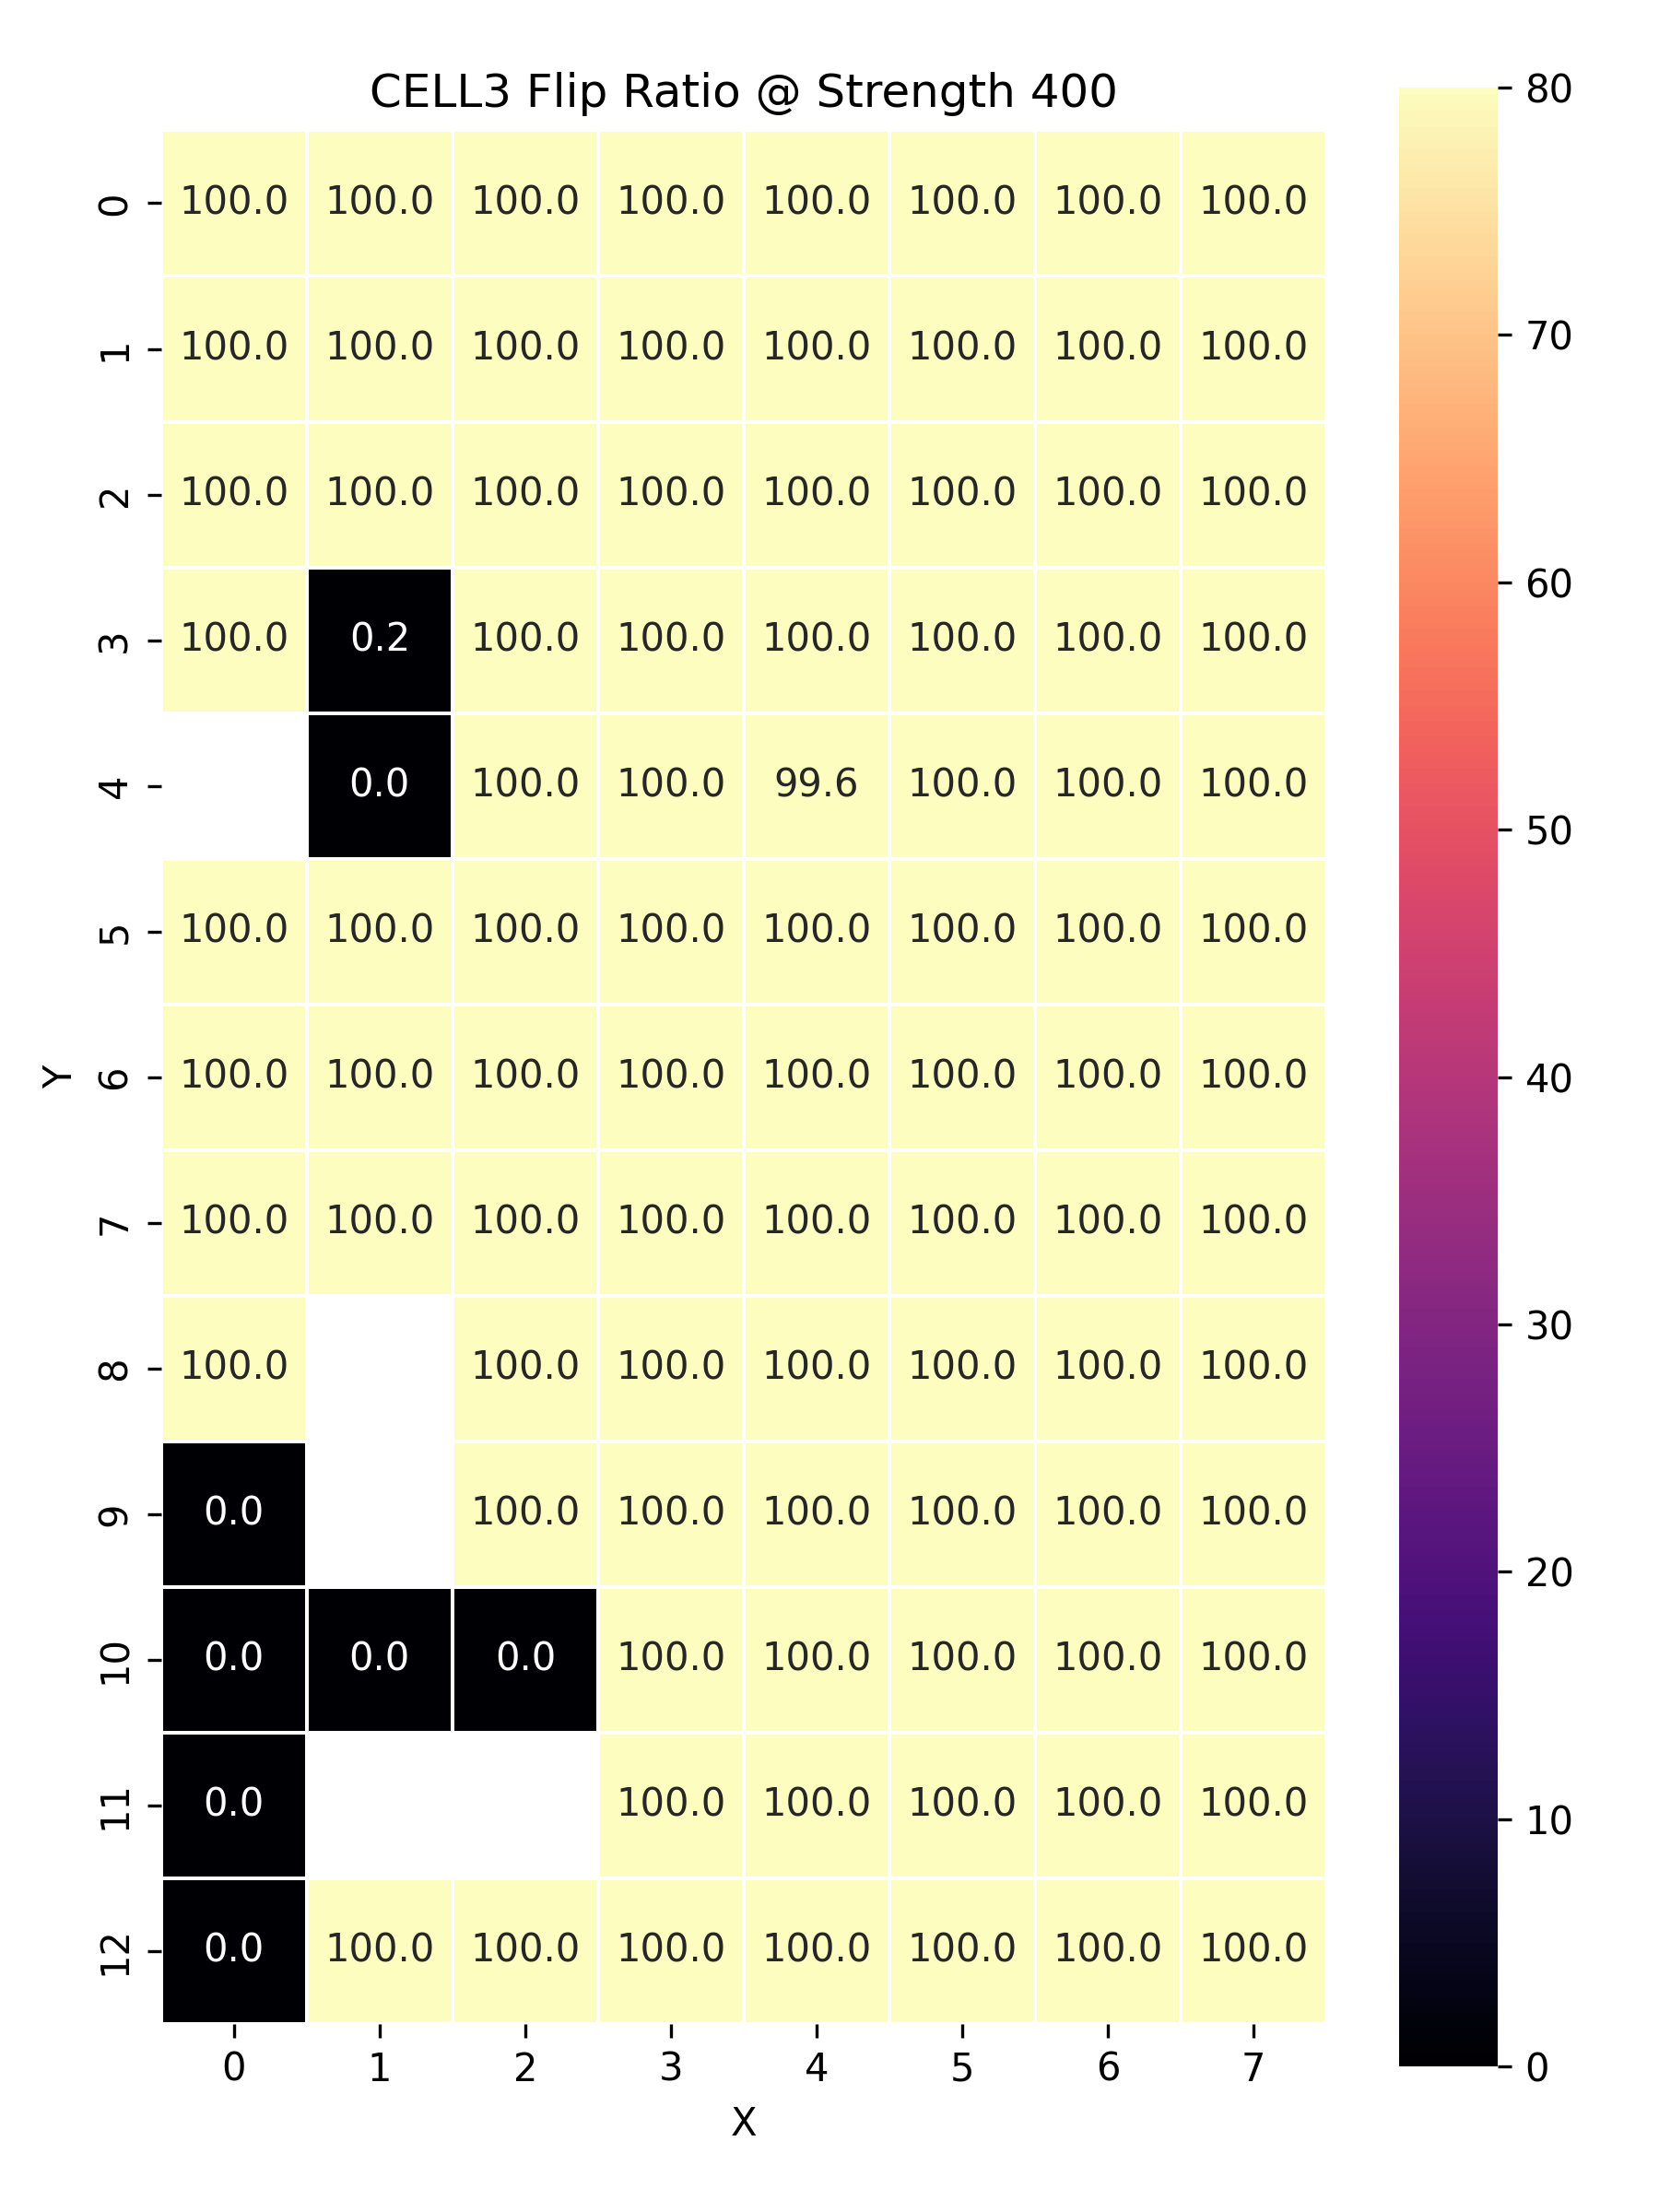 CELL3 Flip Ratio @ Strength 400
80
0 100.0 100.0 100.0 100.0 100.0 100.0 100.0 100.0
70
1 100.0 100.0 100.0 100.0 100.0 100.0 100.0 100.0
2 100.0 100.0 100.0 100.0 100.0 100.0 100.0 100.0
60
3 100.0 0.2 100.0 100.0 100.0 100.0 100.0 100.0
4 0.0 100.0 100.0 99.6 100.0 100.0 100.0
50
5 100.0 100.0 100.0 100.0 100.0 100.0 100.0 100.0
Y
6 100.0 100.0 100.0 100.0 100.0 100.0 100.0 100.0
40
7 100.0 100.0 100.0 100.0 100.0 100.0 100.0 100.0
30
8 100.0 100.0 100.0 100.0 100.0 100.0 100.0
9 0.0 100.0 100.0 100.0 100.0 100.0 100.0
20
10 0.0 0.0 0.0 100.0 100.0 100.0 100.0 100.0
11 0.0 100.0 100.0 100.0 100.0 100.0
10
12 0.0 100.0 100.0 100.0 100.0 100.0 100.0 100.0
0
0 1 2 3 4 5 6 7
X